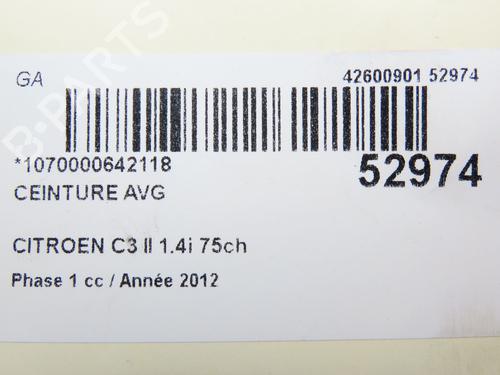 GA
42600901 52974
*1070000642118
52974
CEINTURE AVG
CITROEN C3 II 1.4i 75ch
Phase 1 cc / Année 2012
B-PARTS